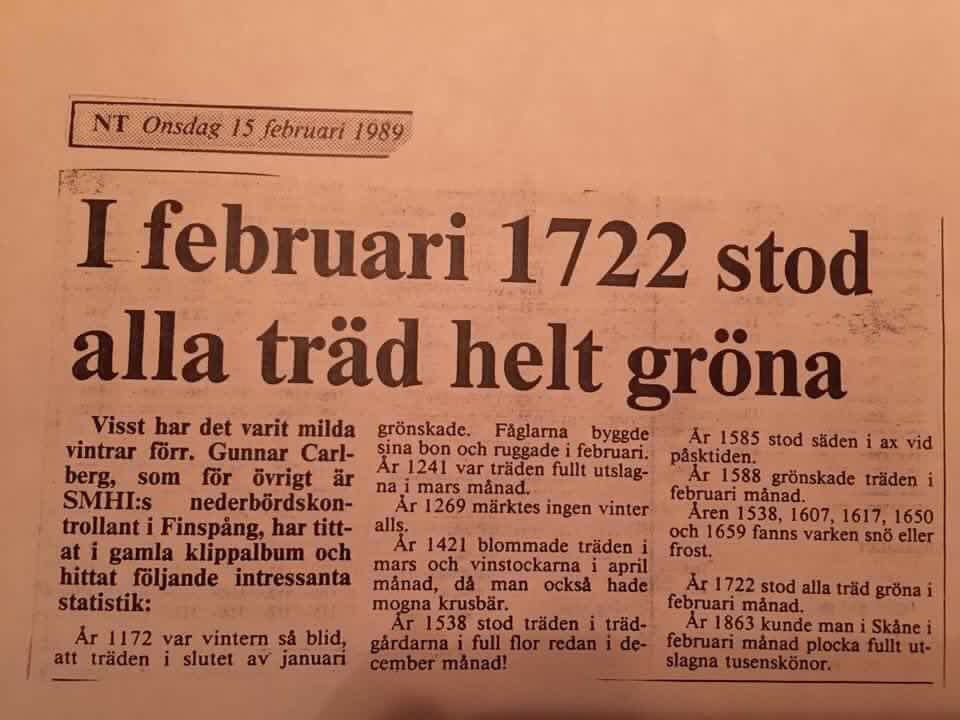 NT Onsdag 15 februari 1989
I februari 1722 stod
alla träd helt gröna
Visst har det varit milda
vintrar förr. Gunnar Carl-
berg, som för övrigt är
SMHI:s nederbördskon-
trollant i Finspång, har titt-
at i gamla klippalbum och
hittat följande intressanta
statistik:
År 1172 var vintern så blid,
att träden i slutet av januari
grönskade. Fåglarna byggde
sina bon och ruggade i februari.
År 1241 var träden fullt utslag-
na i mars månad.
År 1269 märktes ingen vinter
alls.
År 1421 blommade träden i
mars och vinstockarna i april
månad, då man också hade
mogna krusbär.
År 1538 stod träden i träd-
gårdarna i full flor redan i de-
cember månad!
År 1585 stod säden i ax vid
påsktiden.
År 1588 grönskade träden i
februari månad.
Åren 1538, 1607, 1617, 1650
och 1659 fanns varken snö eller
frost.
År 1722 stod alla träd gröna i
februari månad.
År 1863 kunde man i Skåne i
februari månad plocka fullt ut-
slagna tusenskönor.